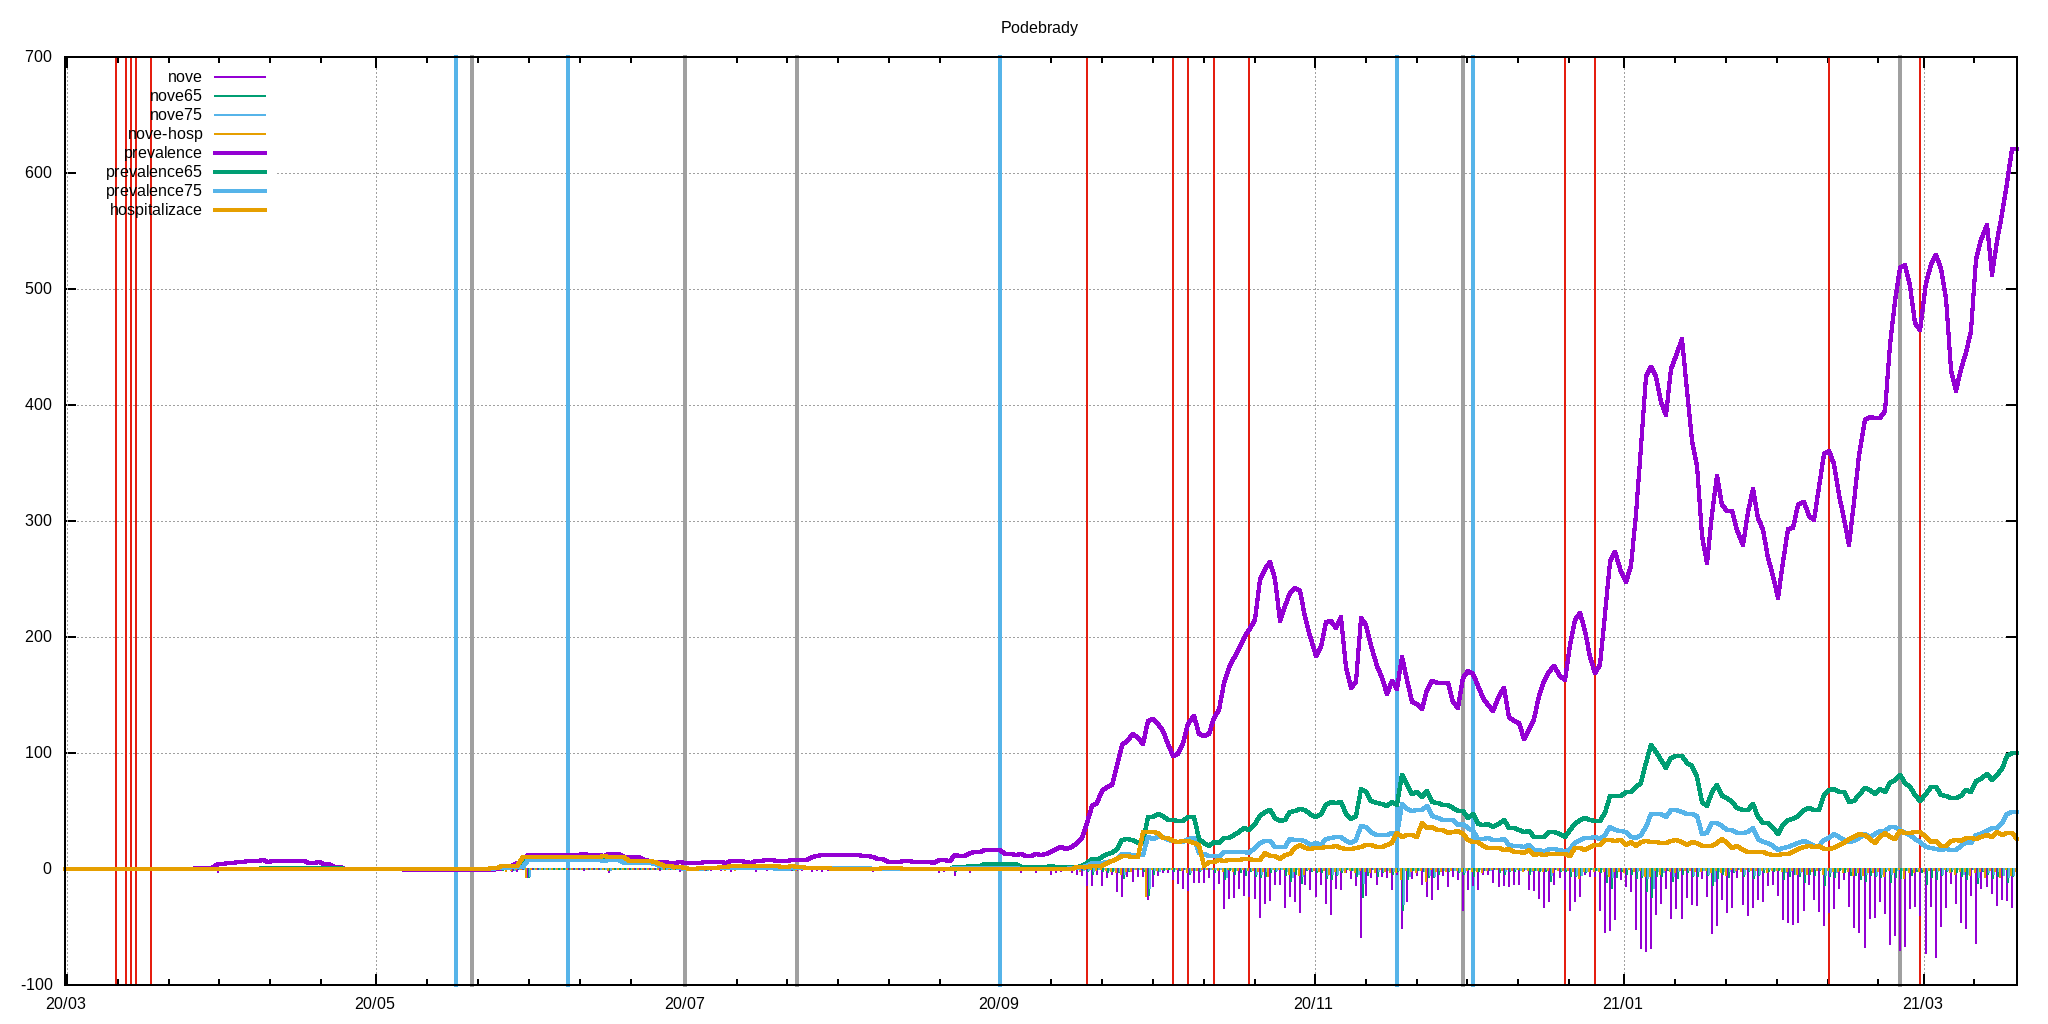 Podebrady
700
600
500
400
300
200
100
0
-100
nove
nove65
nove75
nove-hosp
prevalence
prevalence65
prevalence75
hospitalizace
20/03 20/05 20/07 20/09 20/11 21/01 21/03